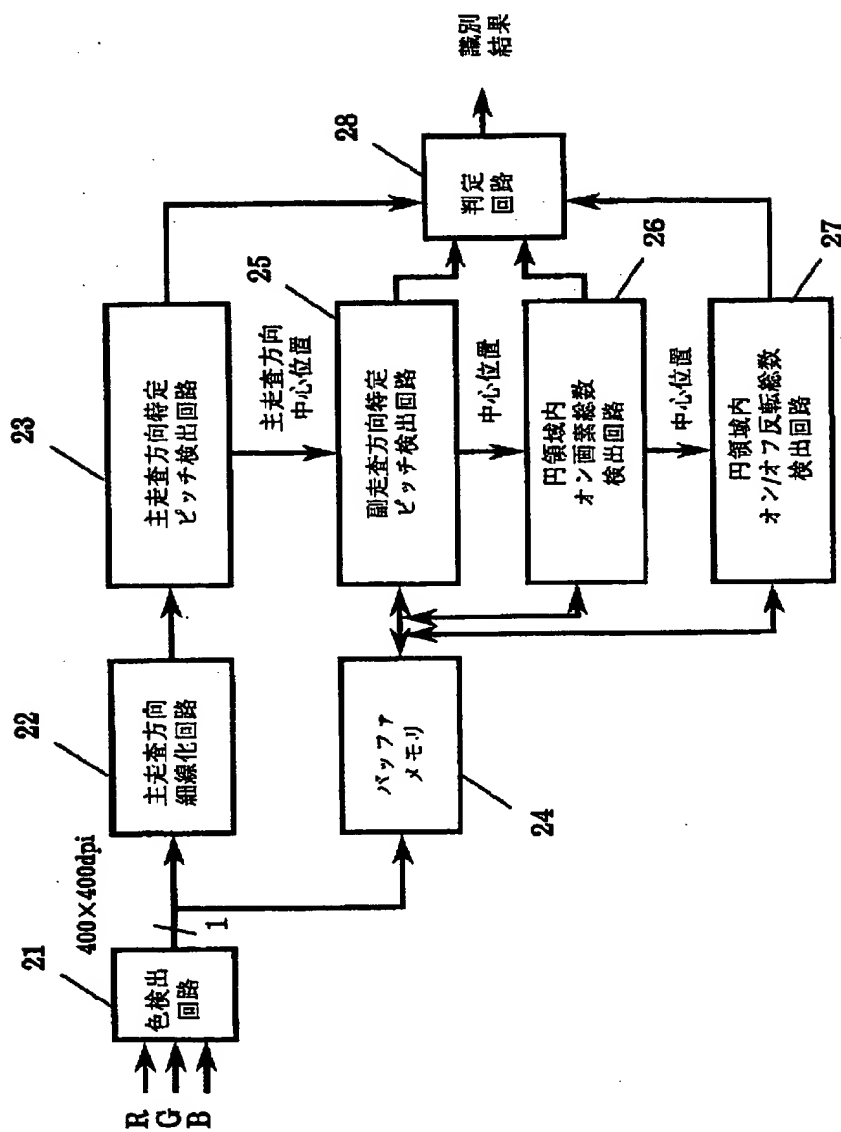 R
G
B
21
色検出
回路
400×400dpi
1
22
主走査方向
細線化回路
23
主走査方向特定
ピッチ検出回路
主走査方向
中心位置
24
バッファ
メモリ
25
副走査方向特定
ピッチ検出回路
中心位置
26
円領域内
オン画素総数
検出回路
中心位置
27
円領域内
オン/オフ反転総数
検出回路
28
判定
回路
識別
結果